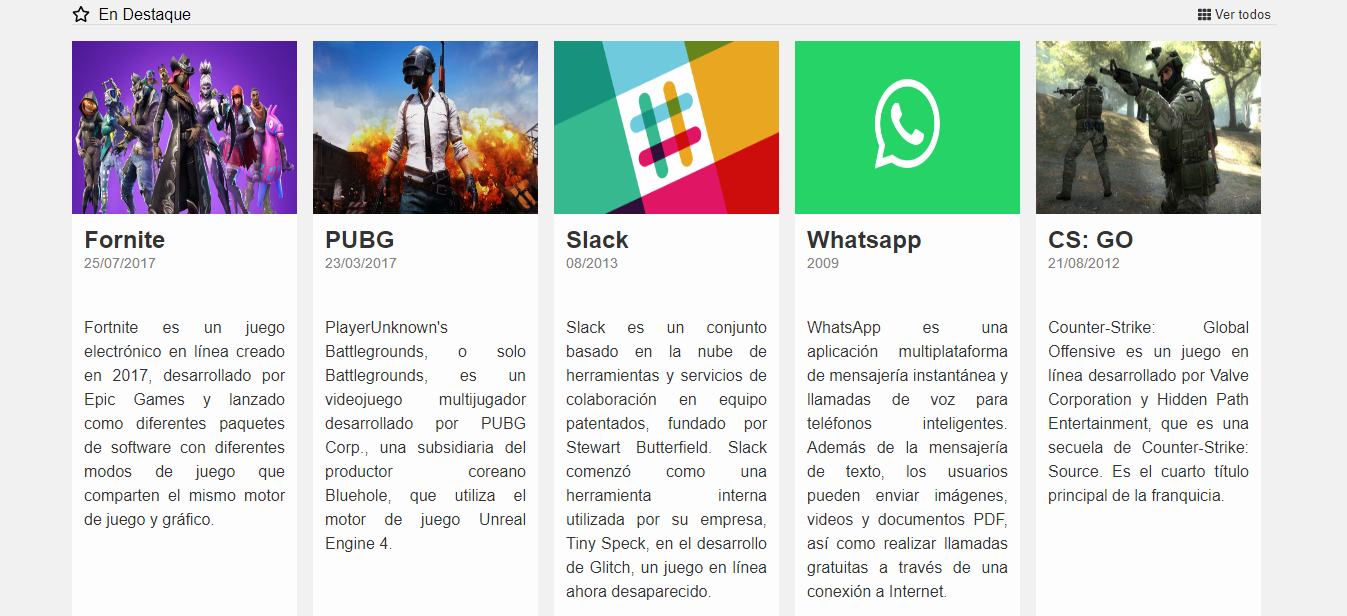 En Destaque
Ver todos
Fornite
25/07/2017
Fortnite es un juego
electrónico en línea creado
en 2017, desarrollado por
Epic Games y lanzado
como diferentes paquetes
de software con diferentes
modos de juego que
comparten el mismo motor
de juego y gráfico.
PUBG
23/03/2017
PlayerUnknown's
Battlegrounds, o solo
Battlegrounds, es un
videojuego multijugador
desarrollado por PUBG
Corp., una subsidiaria del
productor coreano
Bluehole, que utiliza el
motor de juego Unreal
Engine 4.
Slack
08/2013
Slack es un conjunto
basado en la nube de
herramientas y servicios de
colaboración en equipo
patentados, fundado por
Stewart Butterfield. Slack
comenzó como una
herramienta interna
utilizada por su empresa,
Tiny Speck, en el desarrollo
de Glitch, un juego en línea
ahora desaparecido.
Whatsapp
2009
WhatsApp es una
aplicación multiplataforma
de mensajería instantánea y
llamadas de voz para
teléfonos inteligentes.
Además de la mensajería
de texto, los usuarios
pueden enviar imágenes,
videos y documentos PDF,
así como realizar llamadas
gratuitas a través de una
conexión a Internet.
CS: GO
21/08/2012
Counter-Strike: Global
Offensive es un juego en
línea desarrollado por Valve
Corporation y Hidden Path
Entertainment, que es una
secuela de Counter-Strike:
Source. Es el cuarto título
principal de la franquicia.